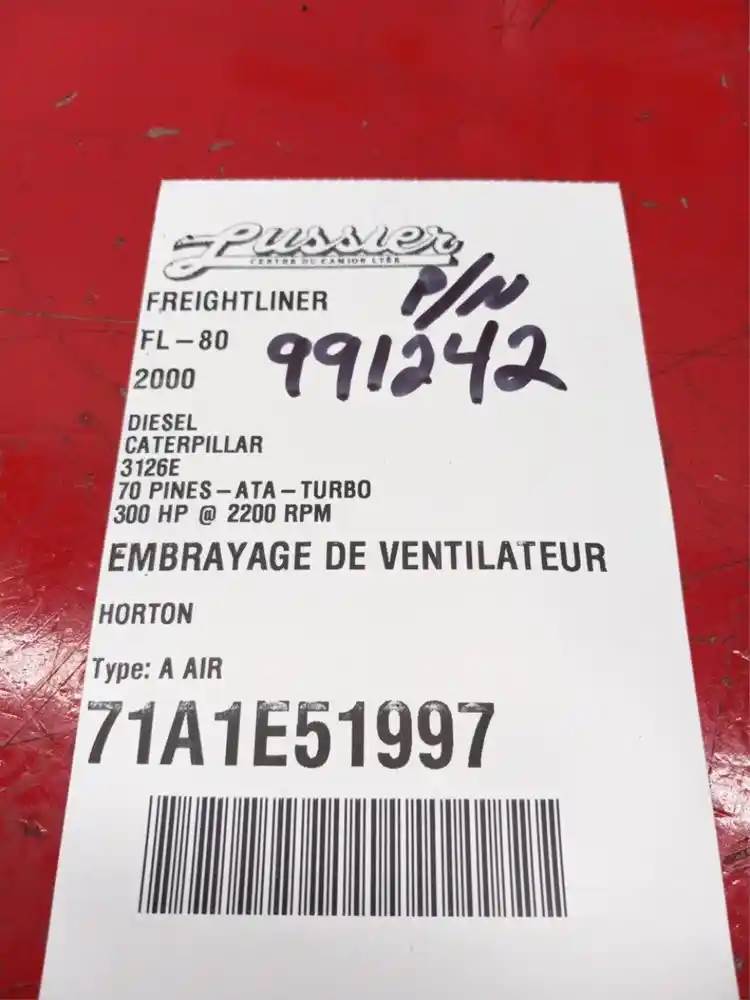 Lussier
CENTRE DU CAMION LTÉE
P/N
FREIGHTLINER
FL-80
991242
2000
DIESEL
CATERPILLAR
3126E
70 PINES-ATA-TURBO
300 HP @ 2200 RPM
EMBRAYAGE DE VENTILATEUR
HORTON
Type: A AIR
71A1E51997